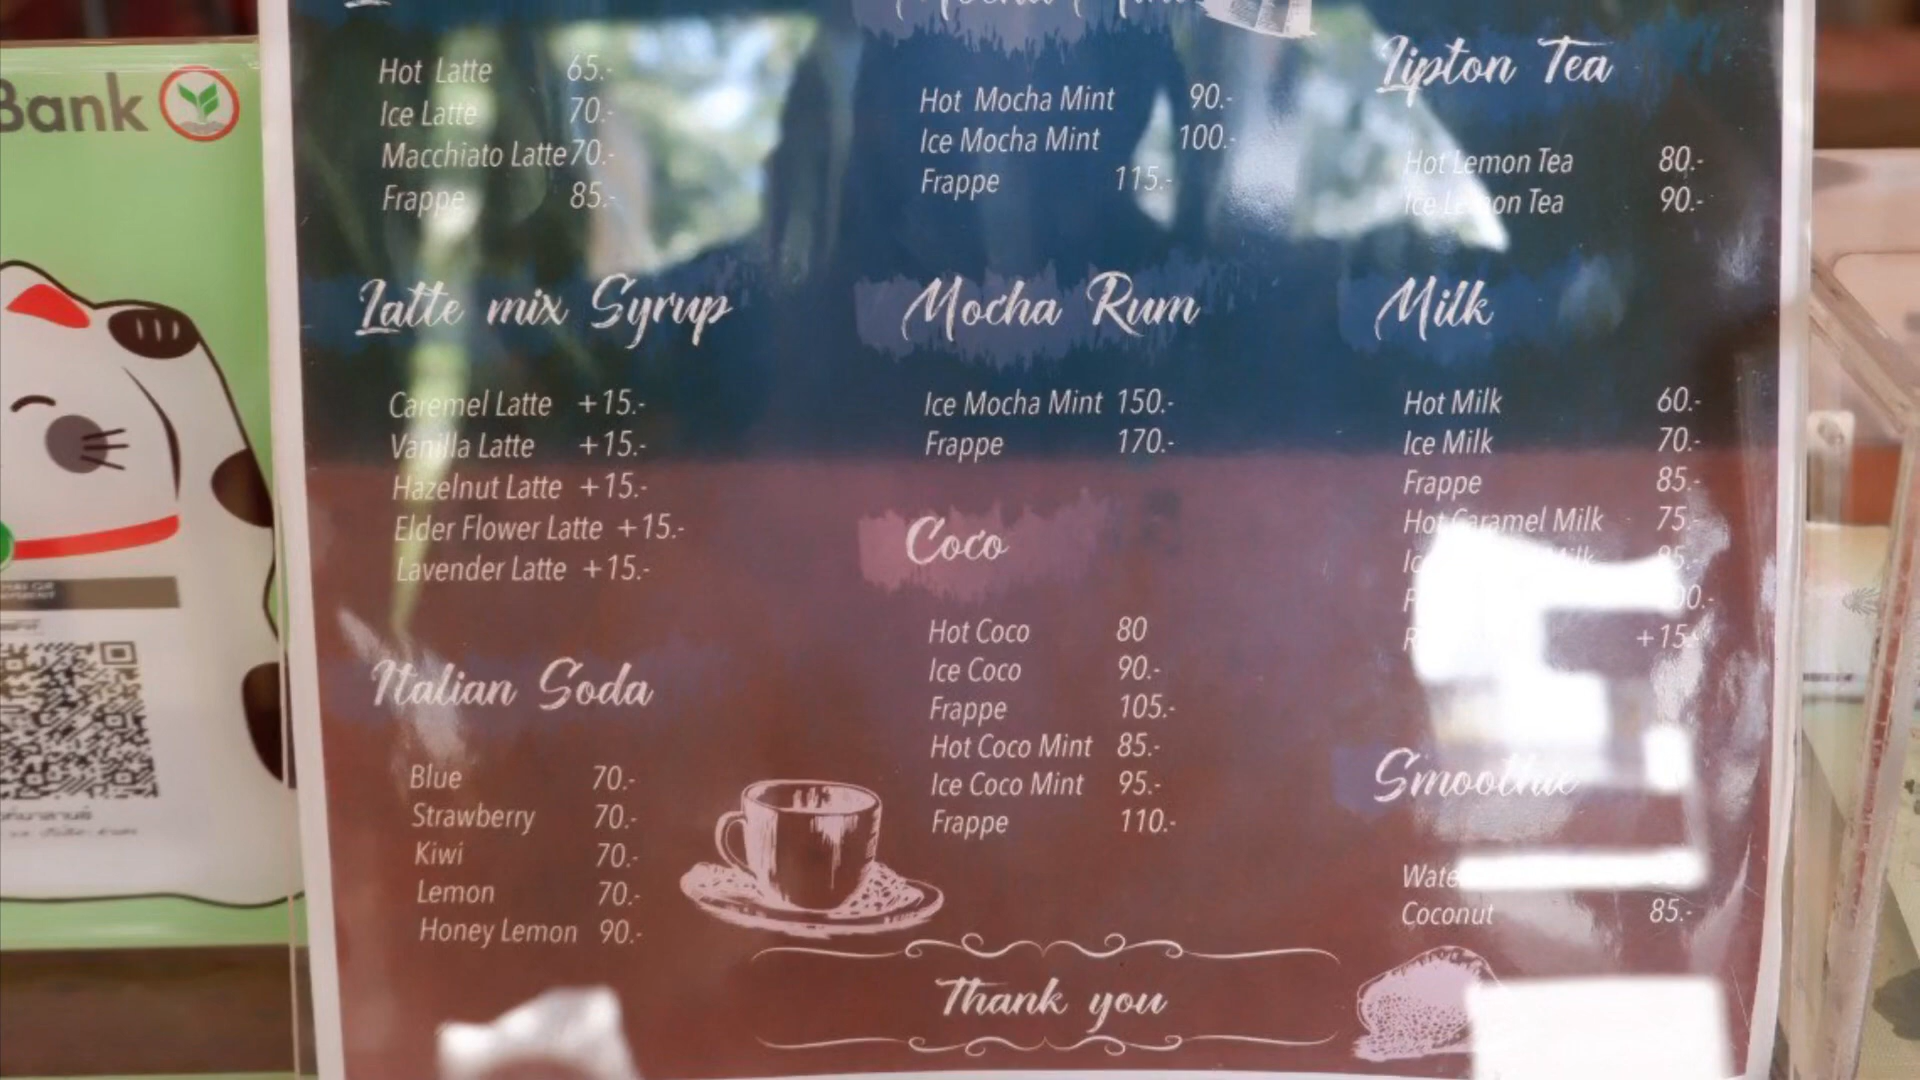 Bank
Hot Latte 65.-
Ice Latte 70.-
Macchiato Latte 70.-
Frappe 85.-
Latte mix Syrup
Caremel Latte +15.-
Vanilla Latte +15.-
Hazelnut Latte +15.-
Elder Flower Latte +15.-
Lavender Latte +15.-
Italian Soda
Blue 70.-
Strawberry 70.-
Kiwi 70.-
Lemon 70.-
Honey Lemon 90.-
Mocha Mint
Hot Mocha Mint 90.-
Ice Mocha Mint 100.-
Frappe 115.-
Mocha Rum
Ice Mocha Mint 150.-
Frappe 170.-
Coco
Hot Coco 80
Ice Coco 90.-
Frappe 105.-
Hot Coco Mint 85.-
Ice Coco Mint 95.-
Frappe 110.-
Lipton Tea
Hot Lemon Tea 80.-
Ice Lemon Tea 90.-
Milk
Hot Milk 60.-
Ice Milk 70.-
Frappe 85.-
Hot Caramel Milk 75.-
Milk
+15.-
Smoothie
Coconut 85.-
Thank you